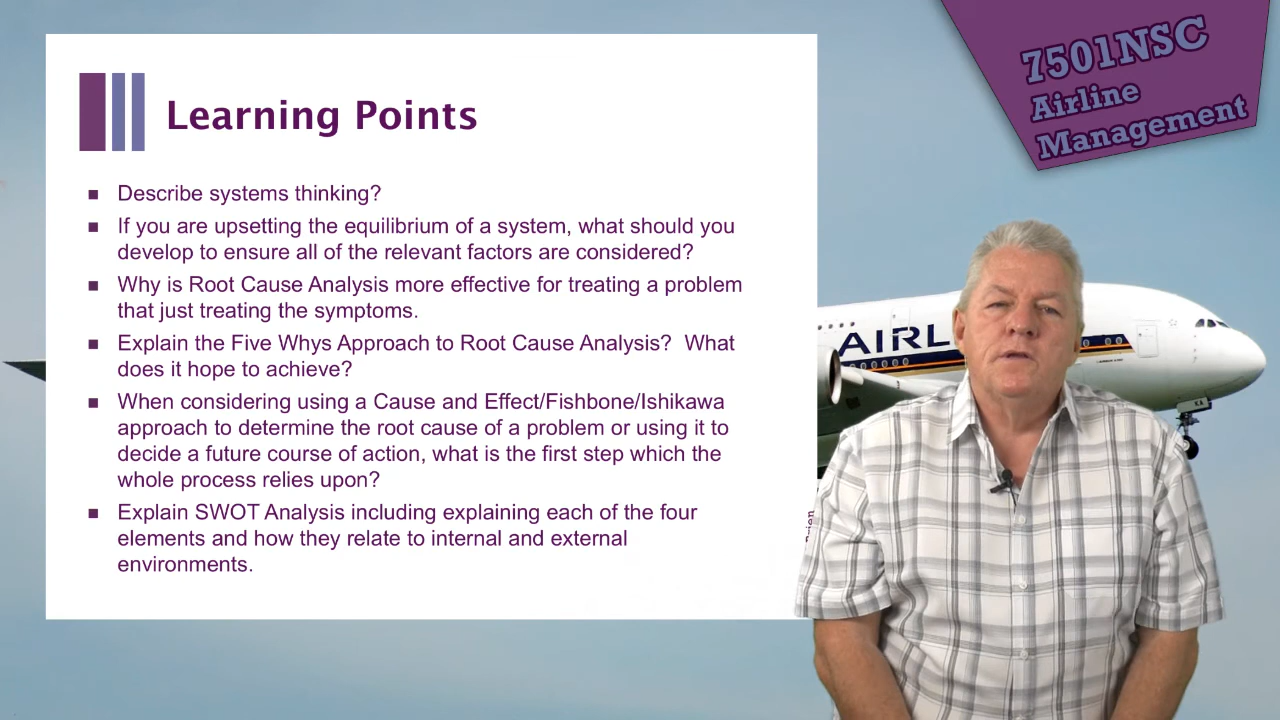 7501NSC
Airline
Management
Learning Points
Describe systems thinking?
If you are upsetting the equilibrium of a system, what should you
develop to ensure all of the relevant factors are considered?
Why is Root Cause Analysis more effective for treating a problem
that just treating the symptoms.
Explain the Five Whys Approach to Root Cause Analysis?  What
does it hope to achieve?
When considering using a Cause and Effect/Fishbone/Ishikawa
approach to determine the root cause of a problem or using it to
decide a future course of action, what is the first step which the
whole process relies upon?
Explain SWOT Analysis including explaining each of the four
elements and how they relate to internal and external
environments.
AIRL